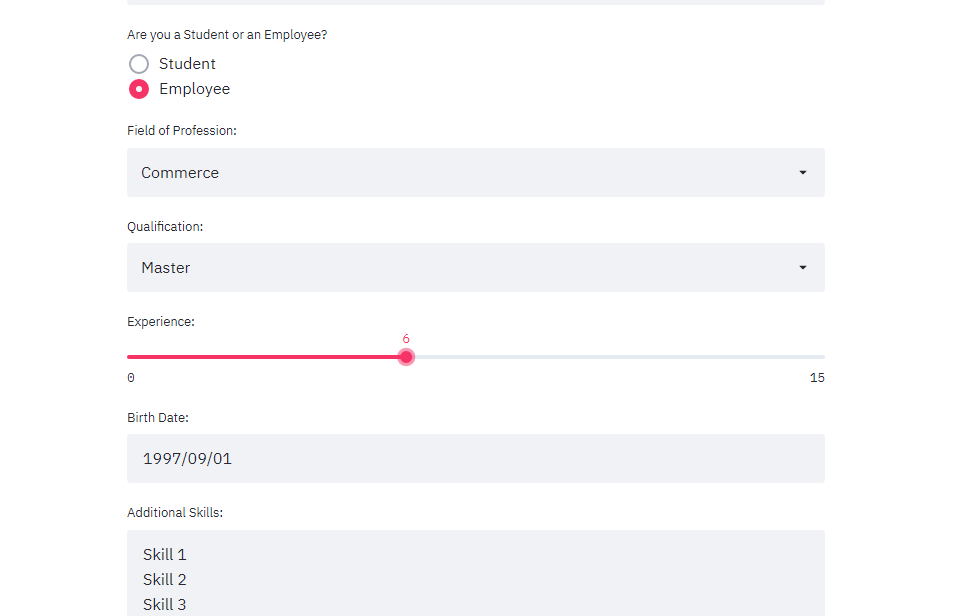 Are you a Student or an Employee?
Student
Employee
Field of Profession:
Commerce
Qualification:
Master
Experience:
6
0 15
Birth Date:
1997/09/01
Additional Skills:
Skill 1
Skill 2
Skill 3